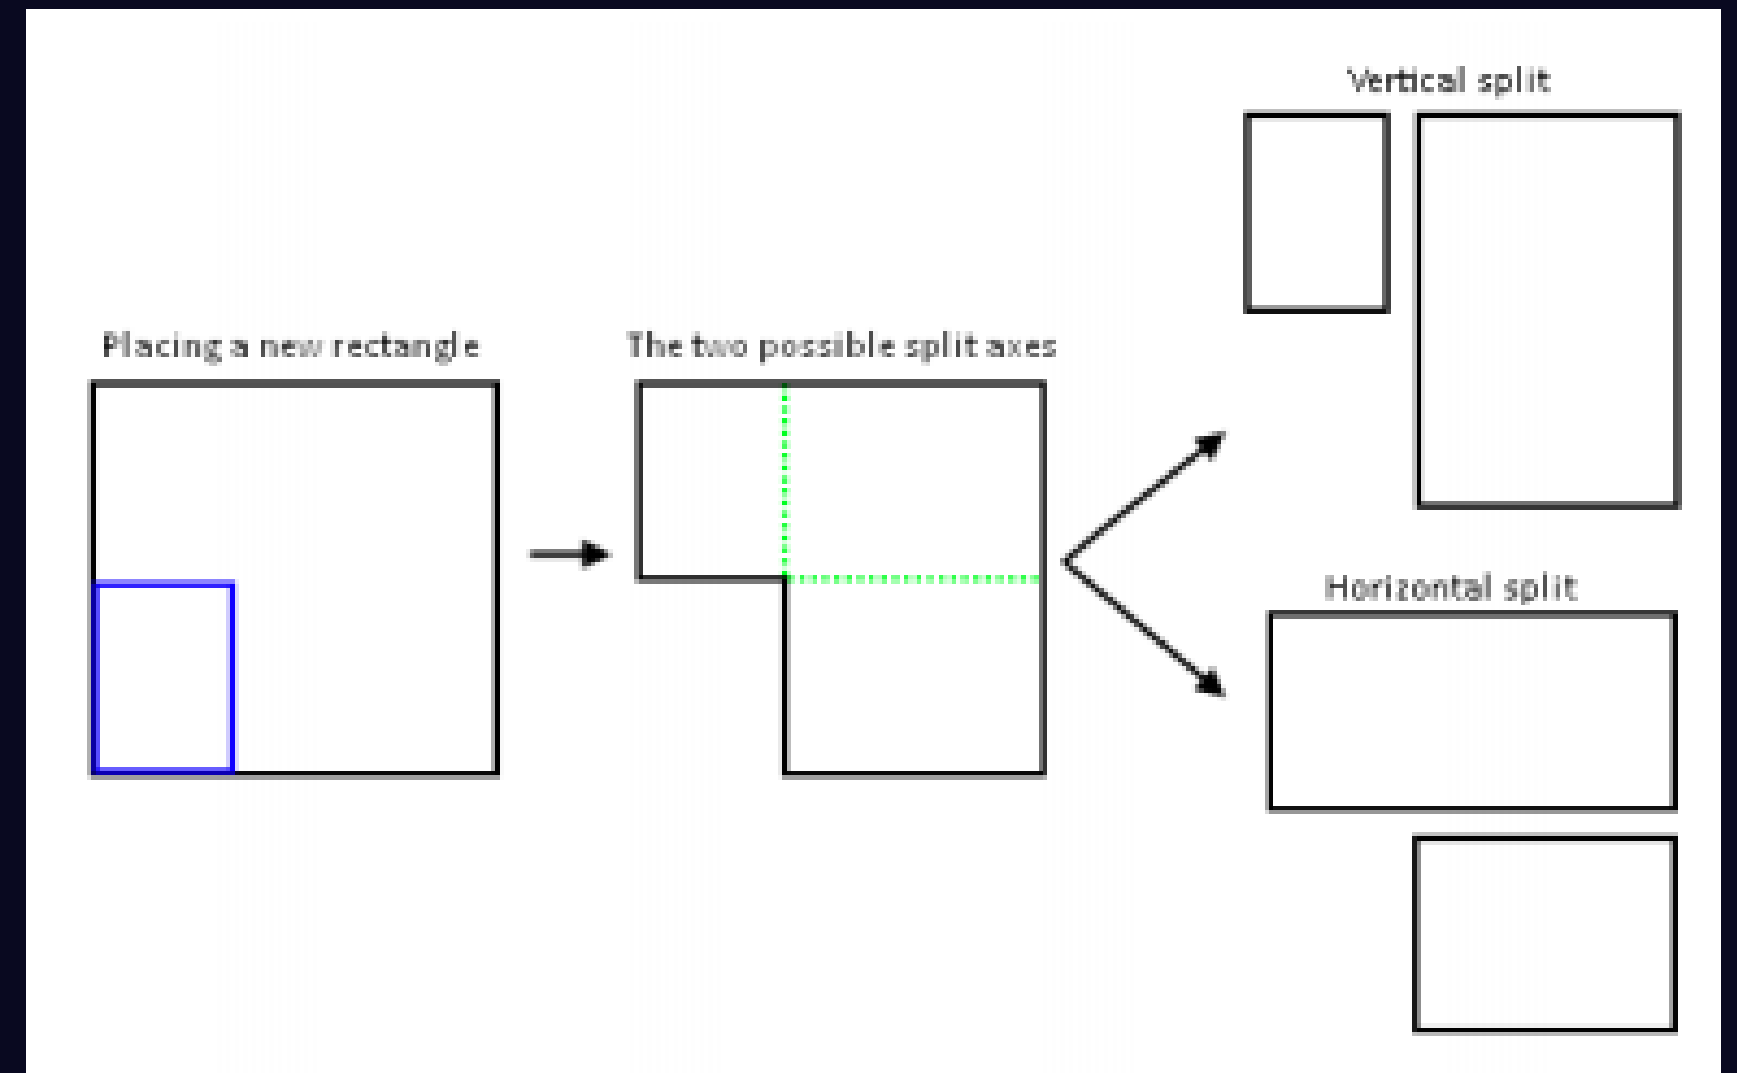 Vertical split
Placing a new rectangle
The two possible split axes
Horizontal split